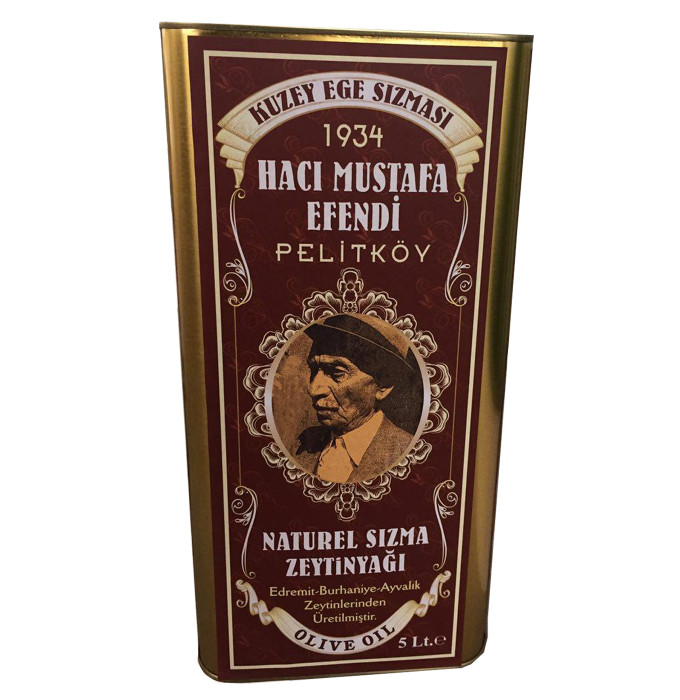 KUZEY EGE SIZMASI
1934
HACI MUSTAFA
EFENDİ
PELİTKÖY
NATUREL SIZMA
ZEYTİNYAĞI
Edremit-Burhaniye-Ayvalık
Zeytinlerinden
Üretilmiştir.
OLIVE OIL
5 Lt.℮